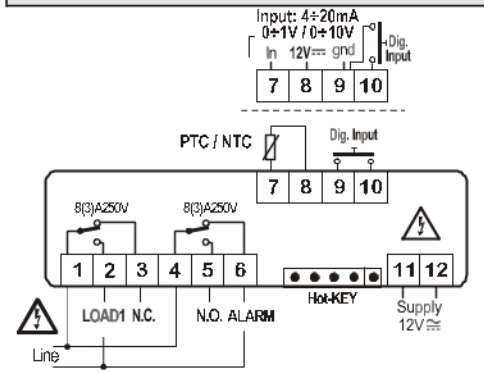 Input: 4÷20mA
0÷1V / 0÷10V
In 12V⎓ gnd
Dig.
Input
7 8 9 10
PTC / NTC
Dig. Input
7 8 9 10
8(3)A250V 8(3)A250V
1 2 3 4 5 6 11 12
Hot-KEY
LOAD1 N.C. N.O. ALARM
Supply
12V≅
Line